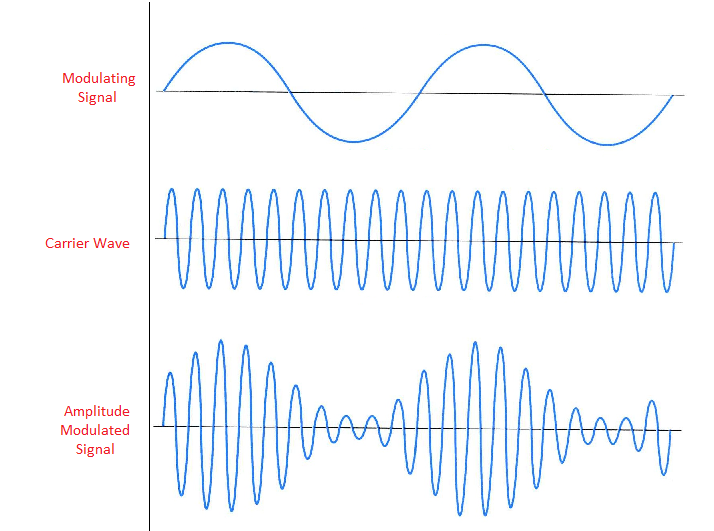 Modulating
Signal
Carrier Wave
Amplitude
Modulated
Signal